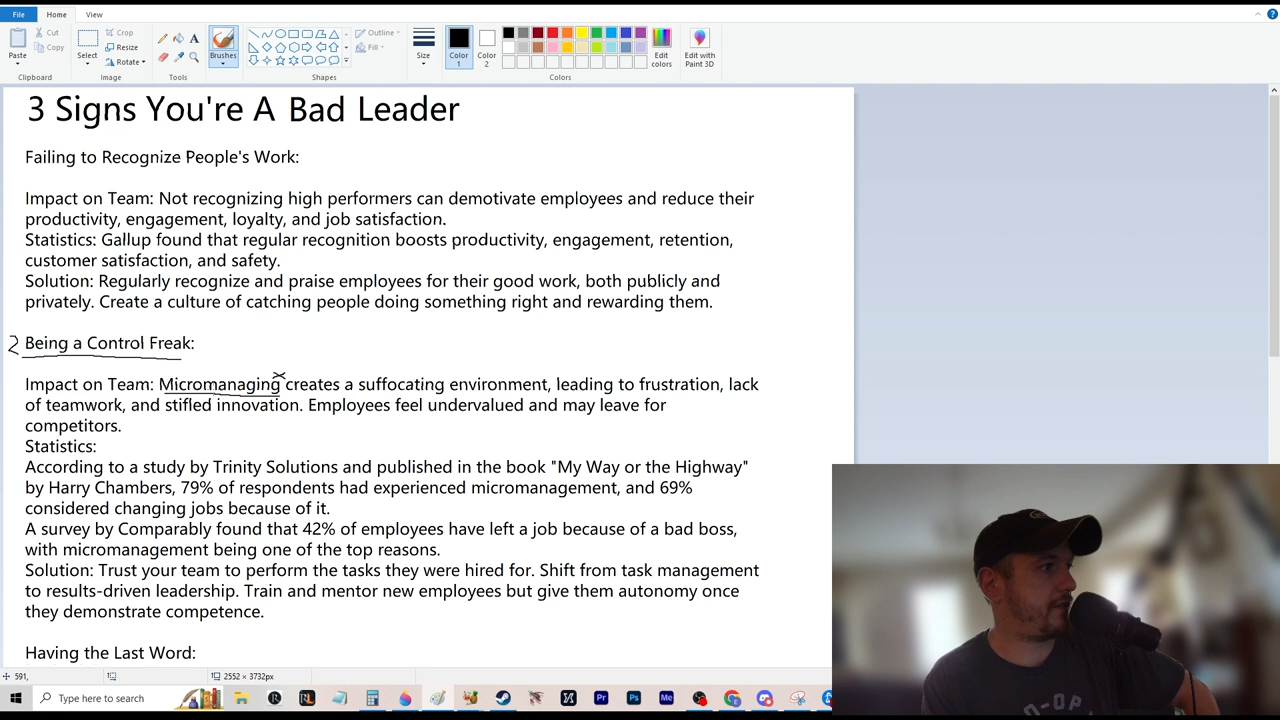 File Home View
Cut
Copy
Paste
Clipboard
Select
Crop
Resize
Rotate
Image
A
Tools
Brushes
Outline
Fill
Shapes
Size
Color 1
Color 2
Edit colors
Colors
Edit with Paint 3D
3 Signs You're A Bad Leader
Failing to Recognize People's Work:
Impact on Team: Not recognizing high performers can demotivate employees and reduce their
productivity, engagement, loyalty, and job satisfaction.
Statistics: Gallup found that regular recognition boosts productivity, engagement, retention,
customer satisfaction, and safety.
Solution: Regularly recognize and praise employees for their good work, both publicly and
privately. Create a culture of catching people doing something right and rewarding them.
2 Being a Control Freak:
Impact on Team: Micromanaging creates a suffocating environment, leading to frustration, lack
of teamwork, and stifled innovation. Employees feel undervalued and may leave for
competitors.
Statistics:
According to a study by Trinity Solutions and published in the book "My Way or the Highway"
by Harry Chambers, 79% of respondents had experienced micromanagement, and 69%
considered changing jobs because of it.
A survey by Comparably found that 42% of employees have left a job because of a bad boss,
with micromanagement being one of the top reasons.
Solution: Trust your team to perform the tasks they were hired for. Shift from task management
to results-driven leadership. Train and mentor new employees but give them autonomy once
they demonstrate competence.
Having the Last Word:
591,
2552 × 3732px
Type here to search
Pr
Ps
Me